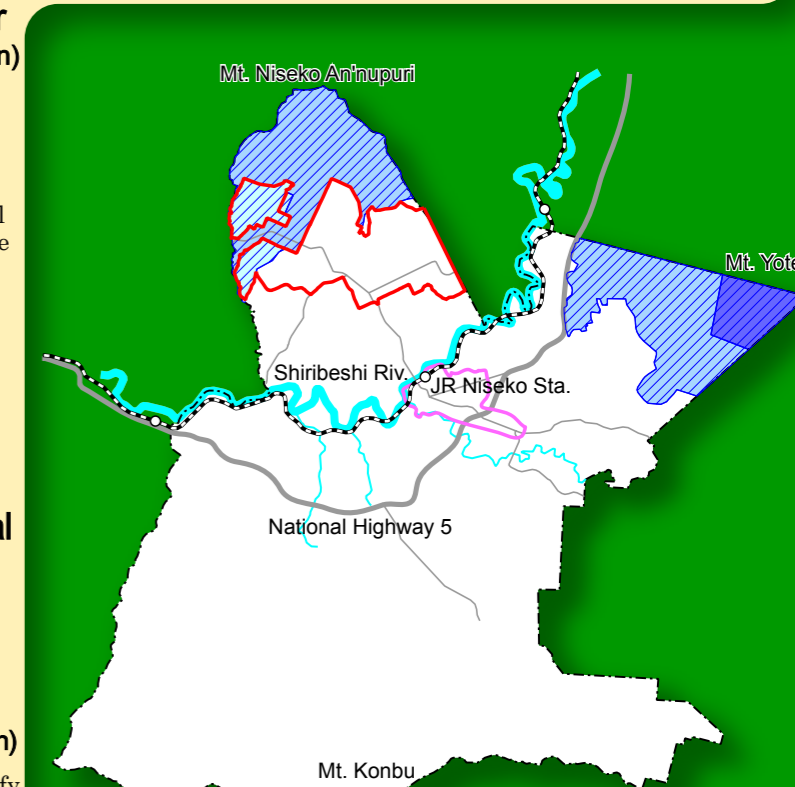 Mt. Niseko An'nupuri
Mt. Yote
Shiribeshi Riv.
JR Niseko Sta.
National Highway 5
Mt. Konbu